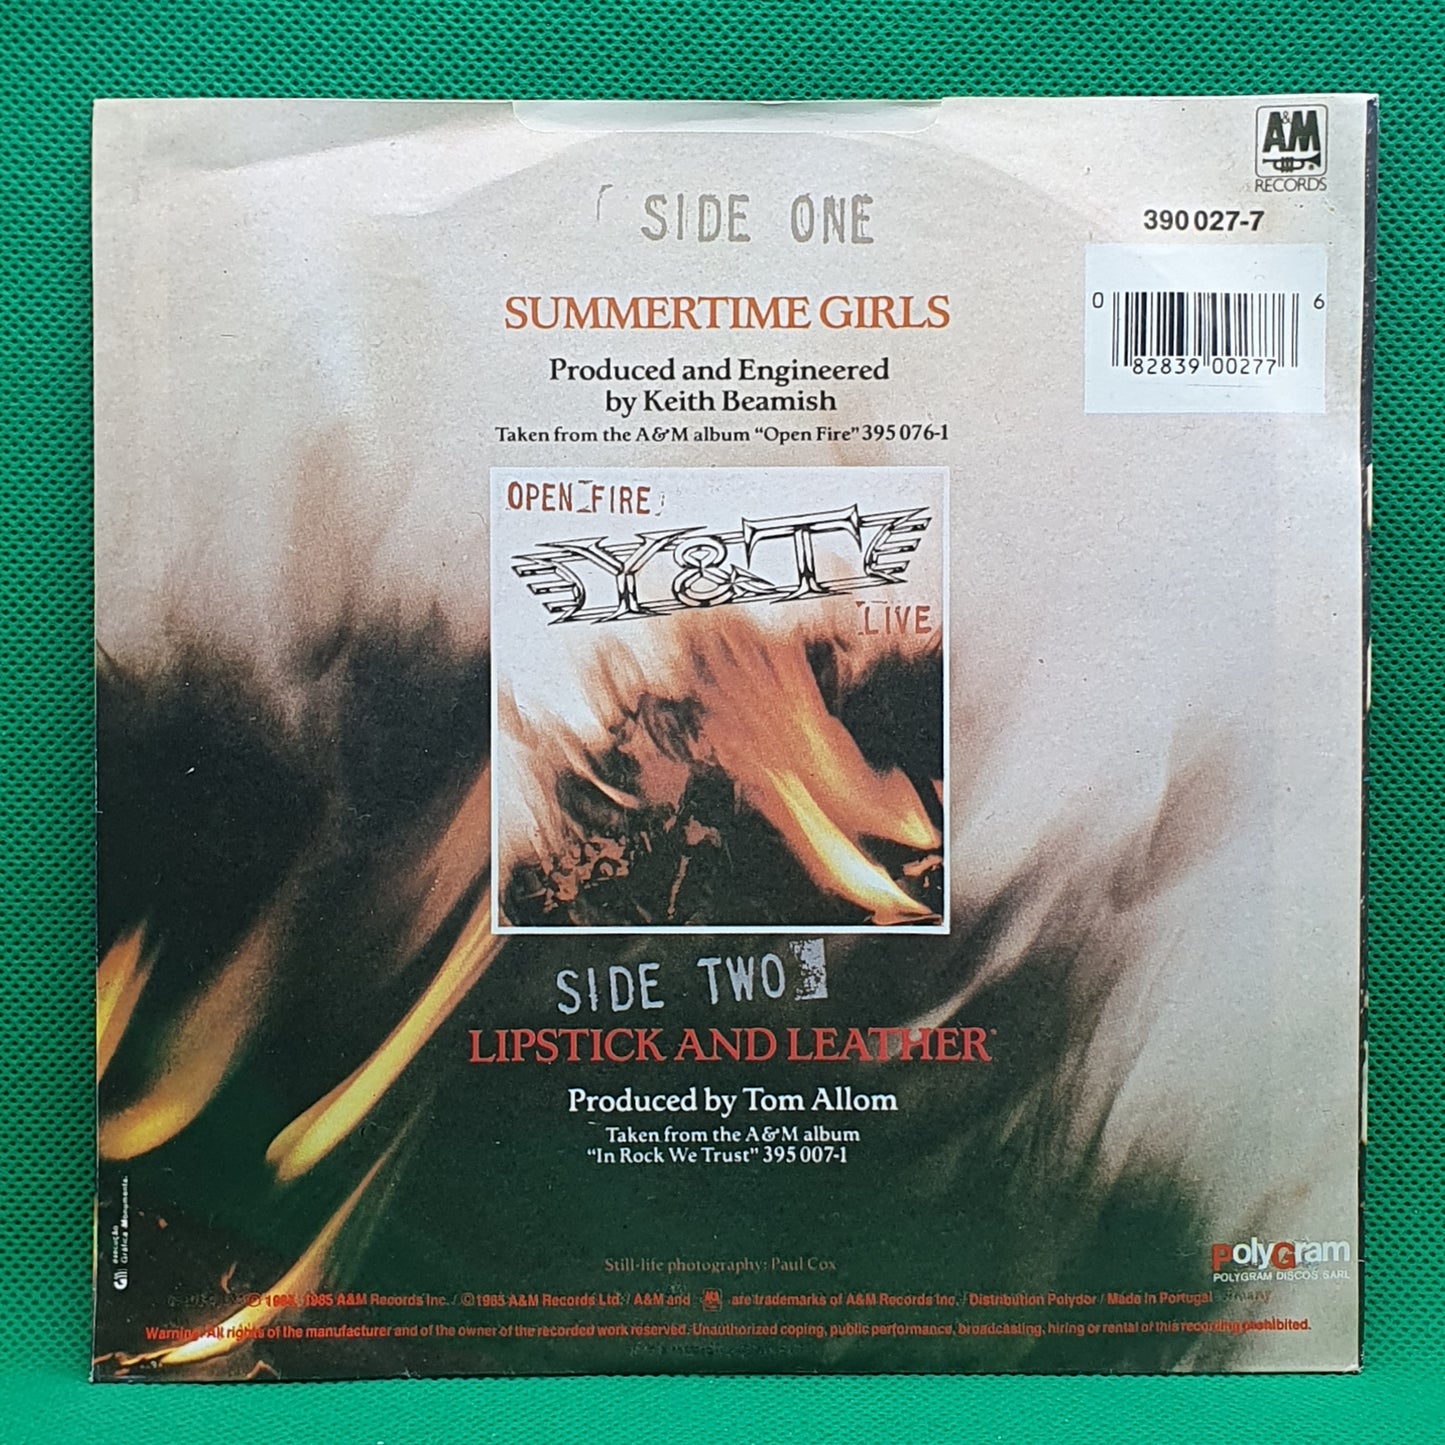 A&M
RECORDS
390 027-7
0 82839 00277 6
SIDE ONE
SUMMERTIME GIRLS
Produced and Engineered
by Keith Beamish
Taken from the A&M album “Open Fire” 395 076-1
OPEN FIRE
Y&T
LIVE
SIDE TWO
LIPSTICK AND LEATHER
Produced by Tom Allom
Taken from the A&M album
“In Rock We Trust” 395 007-1
execução
Gráfica Monumento.
Still-life photography: Paul Cox
PolyGram
POLYGRAM DISCOS SARL
1985 A&M Records Inc. / © 1985 A&M Records Ltd. / A&M and A&M are trademarks of A&M Records Inc. / Distribution Polydor / Made in Portugal
Warning: All rights of the manufacturer and of the owner of the recorded work reserved. Unauthorized coping, public performance, broadcasting, hiring or rental of this recording prohibited.